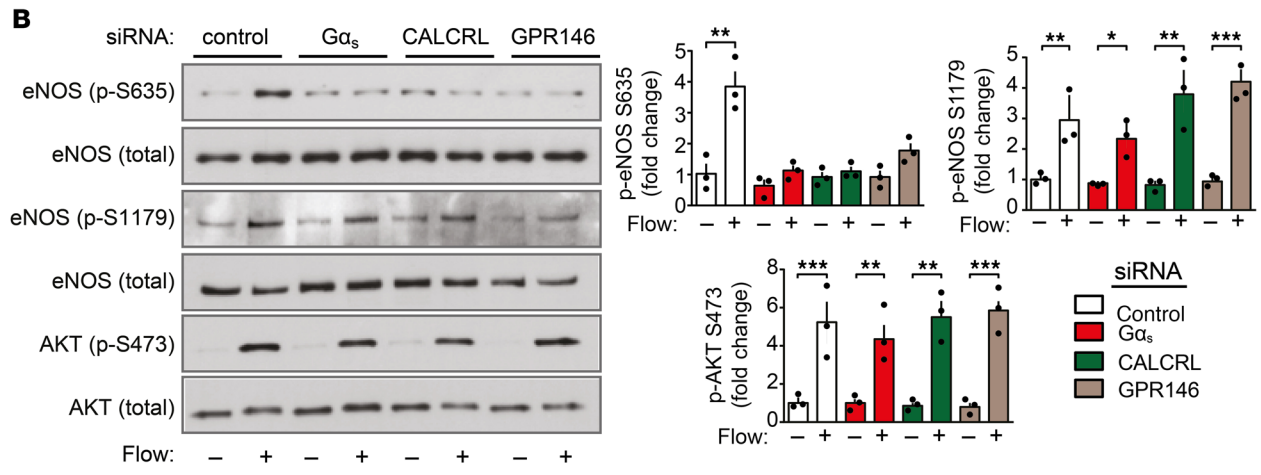 B
siRNA: control Gαs CALCRL GPR146
eNOS (p-S635)
eNOS (total)
eNOS (p-S1179)
eNOS (total)
AKT (p-S473)
AKT (total)
Flow: – + – + – + – +
p-eNOS S635
(fold change)
5
4
3
2
1
0
**
Flow: – + – + – + – +
p-eNOS S1179
(fold change)
5
4
3
2
1
0
** * ** ***
Flow: – + – + – + – +
p-AKT S473
(fold change)
8
6
4
2
0
*** ** ** ***
Flow: – + – + – + – +
siRNA
Control
Gαs
CALCRL
GPR146